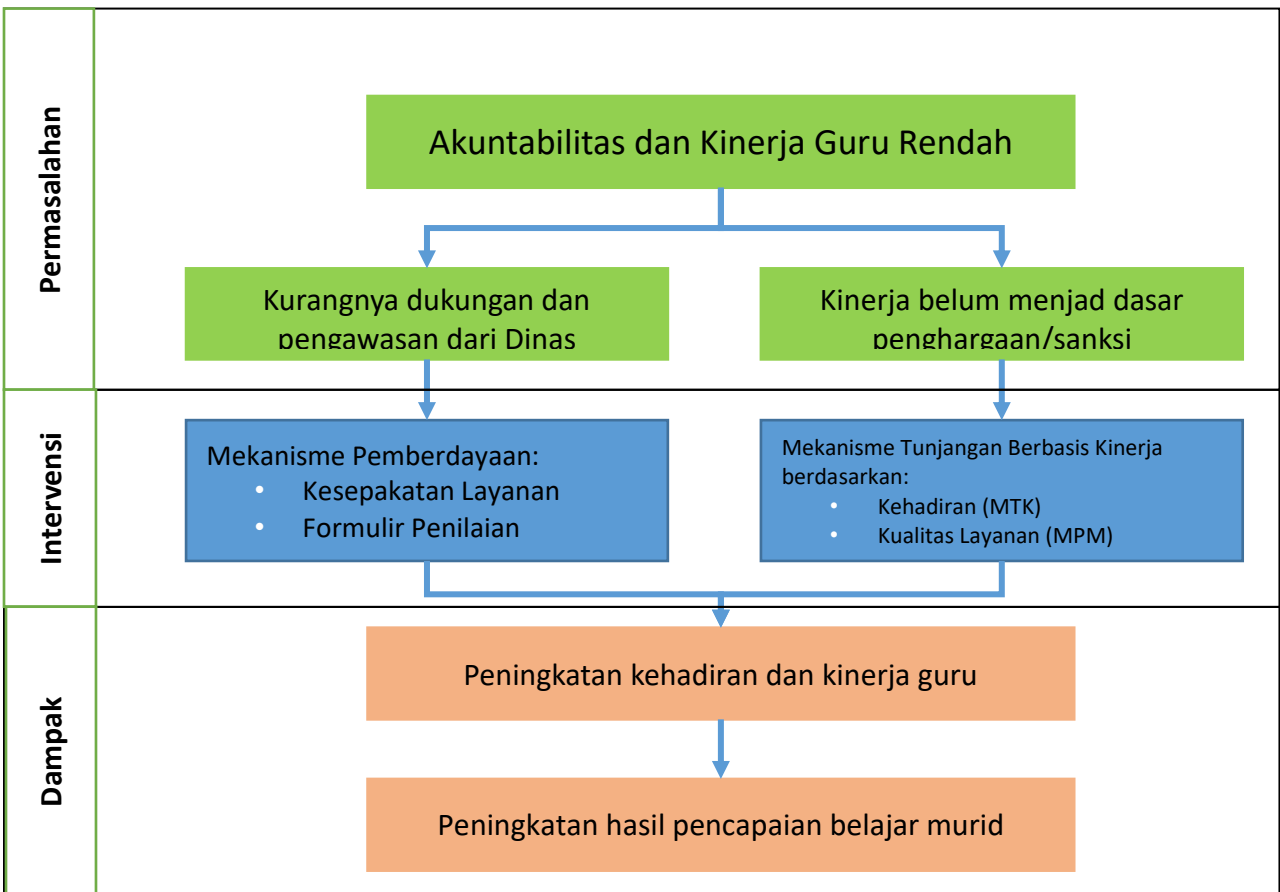 Permasalahan
Akuntabilitas dan Kinerja Guru Rendah
Kurangnya dukungan dan
pengawasan dari Dinas
Kinerja belum menjad dasar
penghargaan/sanksi
Intervensi
Mekanisme Pemberdayaan:
• Kesepakatan Layanan
• Formulir Penilaian
Mekanisme Tunjangan Berbasis Kinerja
berdasarkan:
• Kehadiran (MTK)
• Kualitas Layanan (MPM)
Dampak
Peningkatan kehadiran dan kinerja guru
Peningkatan hasil pencapaian belajar murid